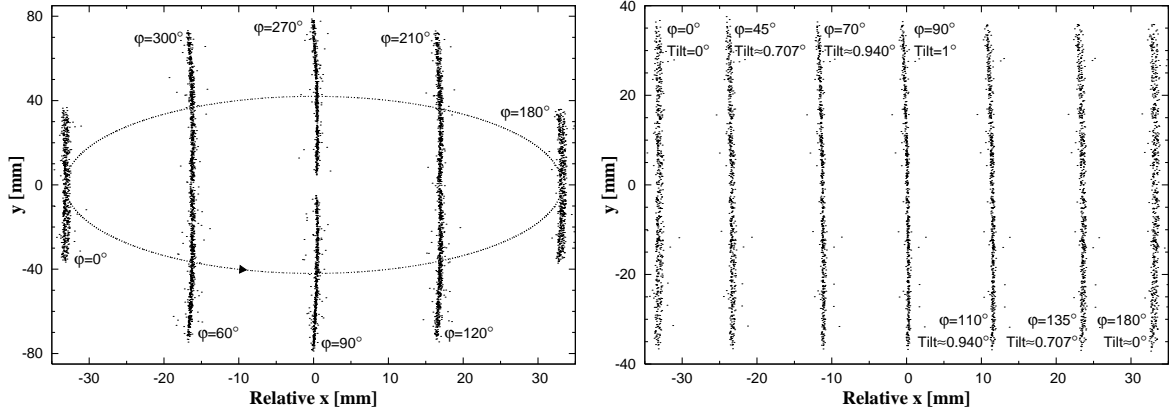 80
40
0
-40
-80
y [mm]
φ=300°
φ=270°
φ=210°
φ=180°
φ=0°
φ=60°
φ=90°
φ=120°
-30 -20 -10 0 10 20 30
Relative x [mm]
40
20
0
-20
-40
y [mm]
φ=0° φ=45° φ=70° φ=90°
Tilt=0° Tilt≈0.707° Tilt≈0.940° Tilt=1°
φ=110° φ=135° φ=180°
Tilt≈0.940° Tilt≈0.707° Tilt≈0°
-30 -20 -10 0 10 20 30
Relative x [mm]